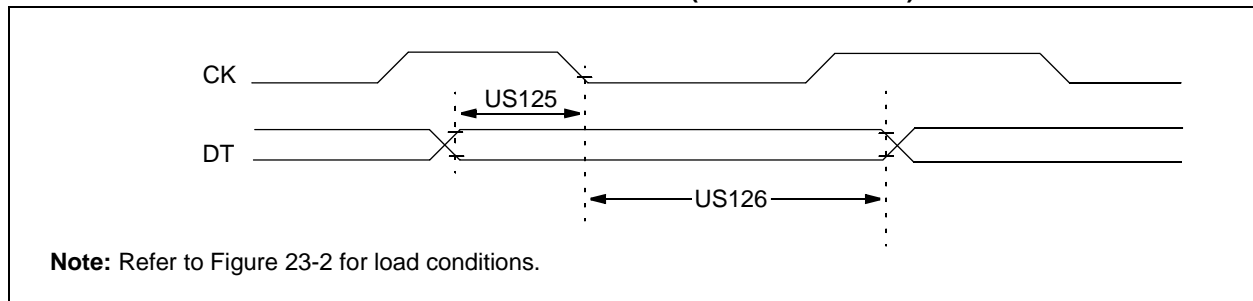 CK
US125
DT
US126
Note: Refer to Figure 23-2 for load conditions.